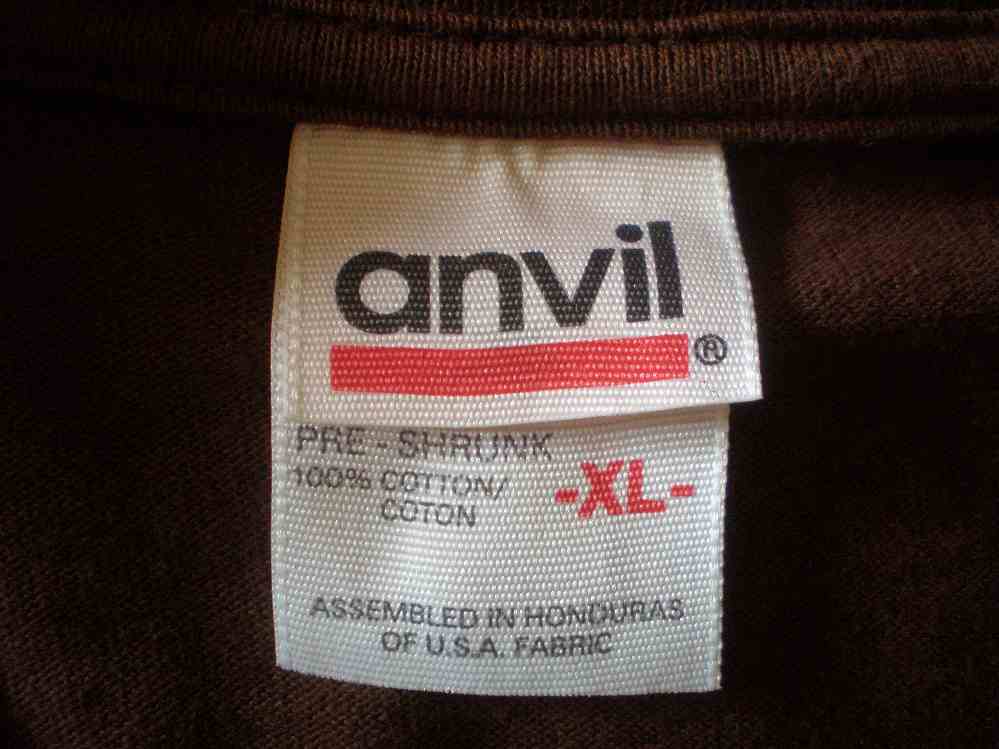 anvil
®
PRE - SHRUNK
100% COTTON/
COTON
-XL-
ASSEMBLED IN HONDURAS
OF U.S.A. FABRIC